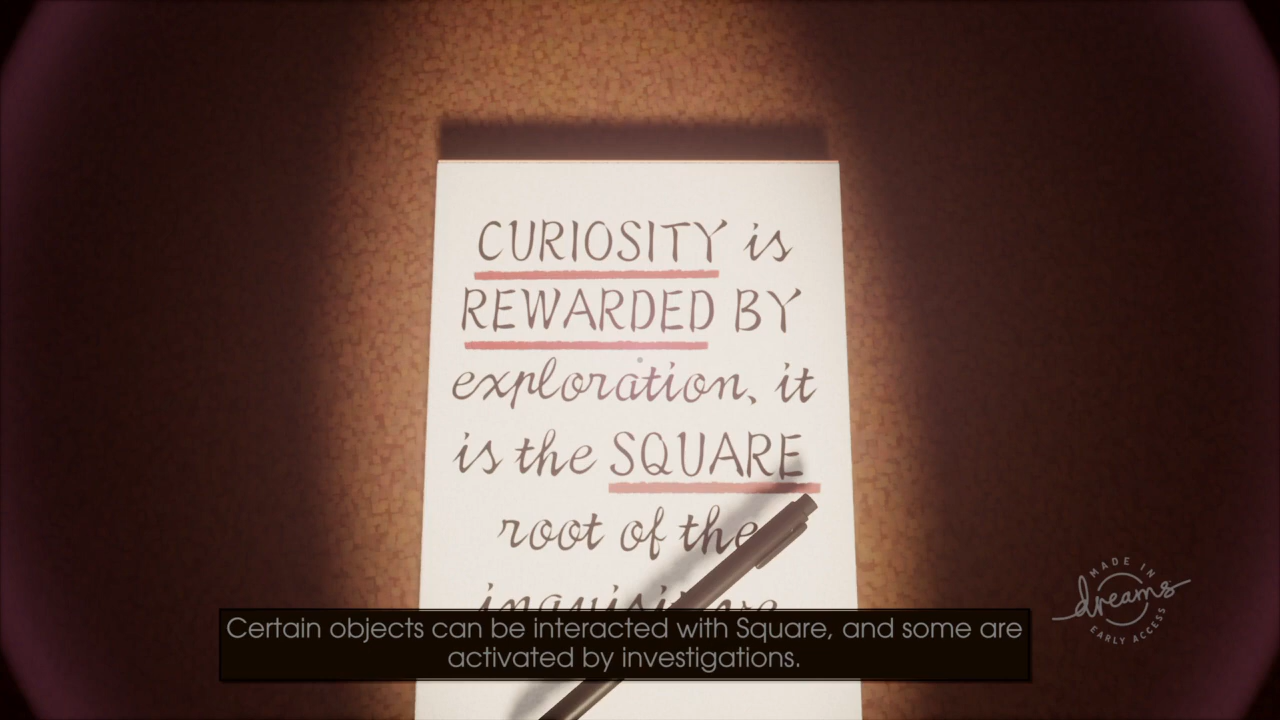 CURIOSITY is
REWARDED BY
exploration, it
is the SQUARE
root of the
Certain objects can be interacted with Square, and some are
activated by investigations.
MADE IN
dreams
EARLY ACCESS